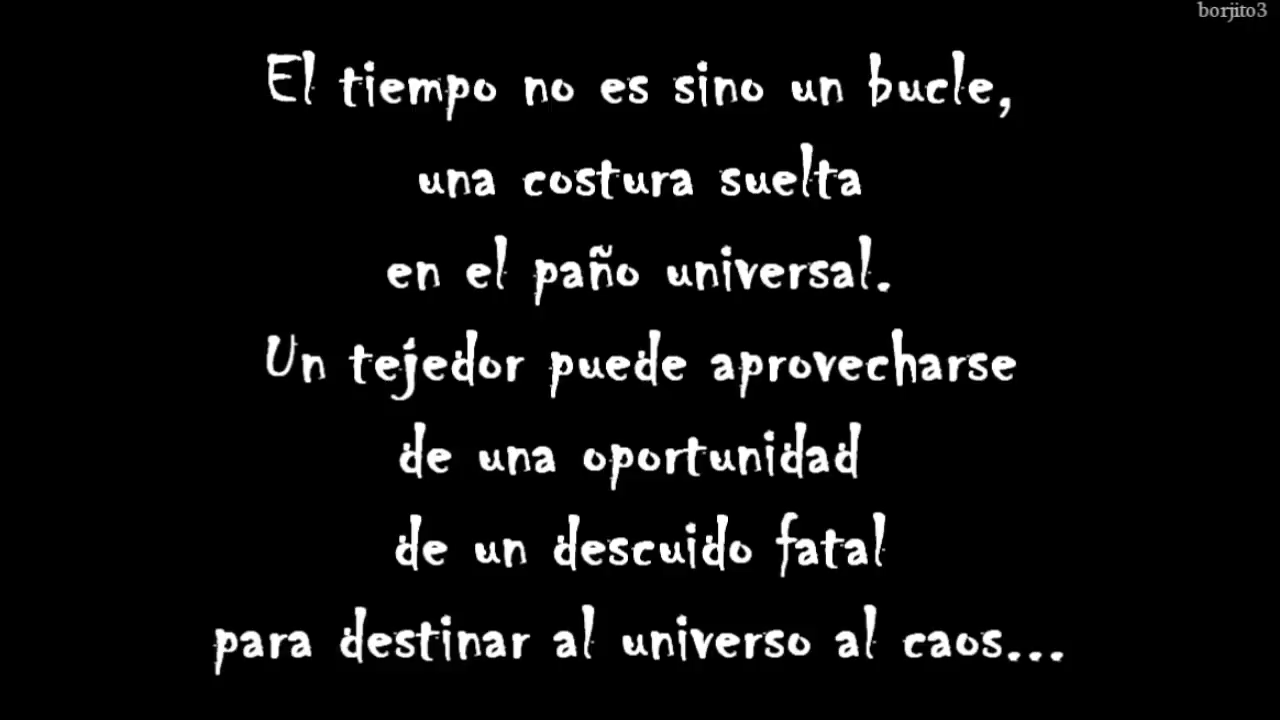 borjito3
El tiempo no es sino un bucle,
una costura suelta
en el paño universal.
Un tejedor puede aprovecharse
de una oportunidad
de un descuido fatal
para destinar al universo al caos...